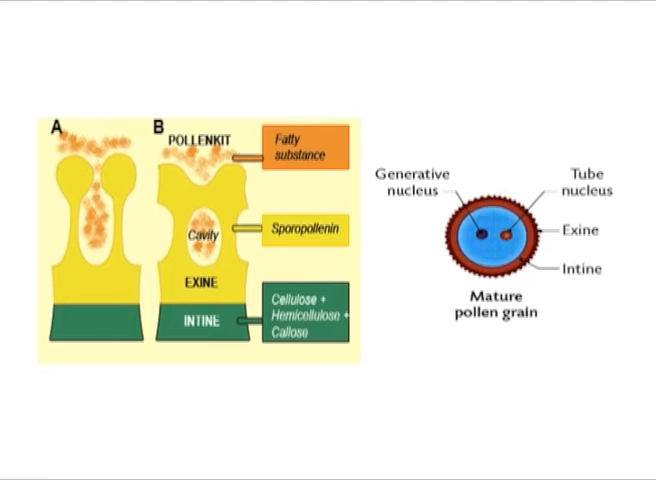 A
B
POLLENKIT
Fatty
substance
Cavity
Sporopollenin
EXINE
INTINE
Cellulose +
Hemicellulose +
Callose
Generative
nucleus
Tube
nucleus
Exine
Intine
Mature
pollen grain